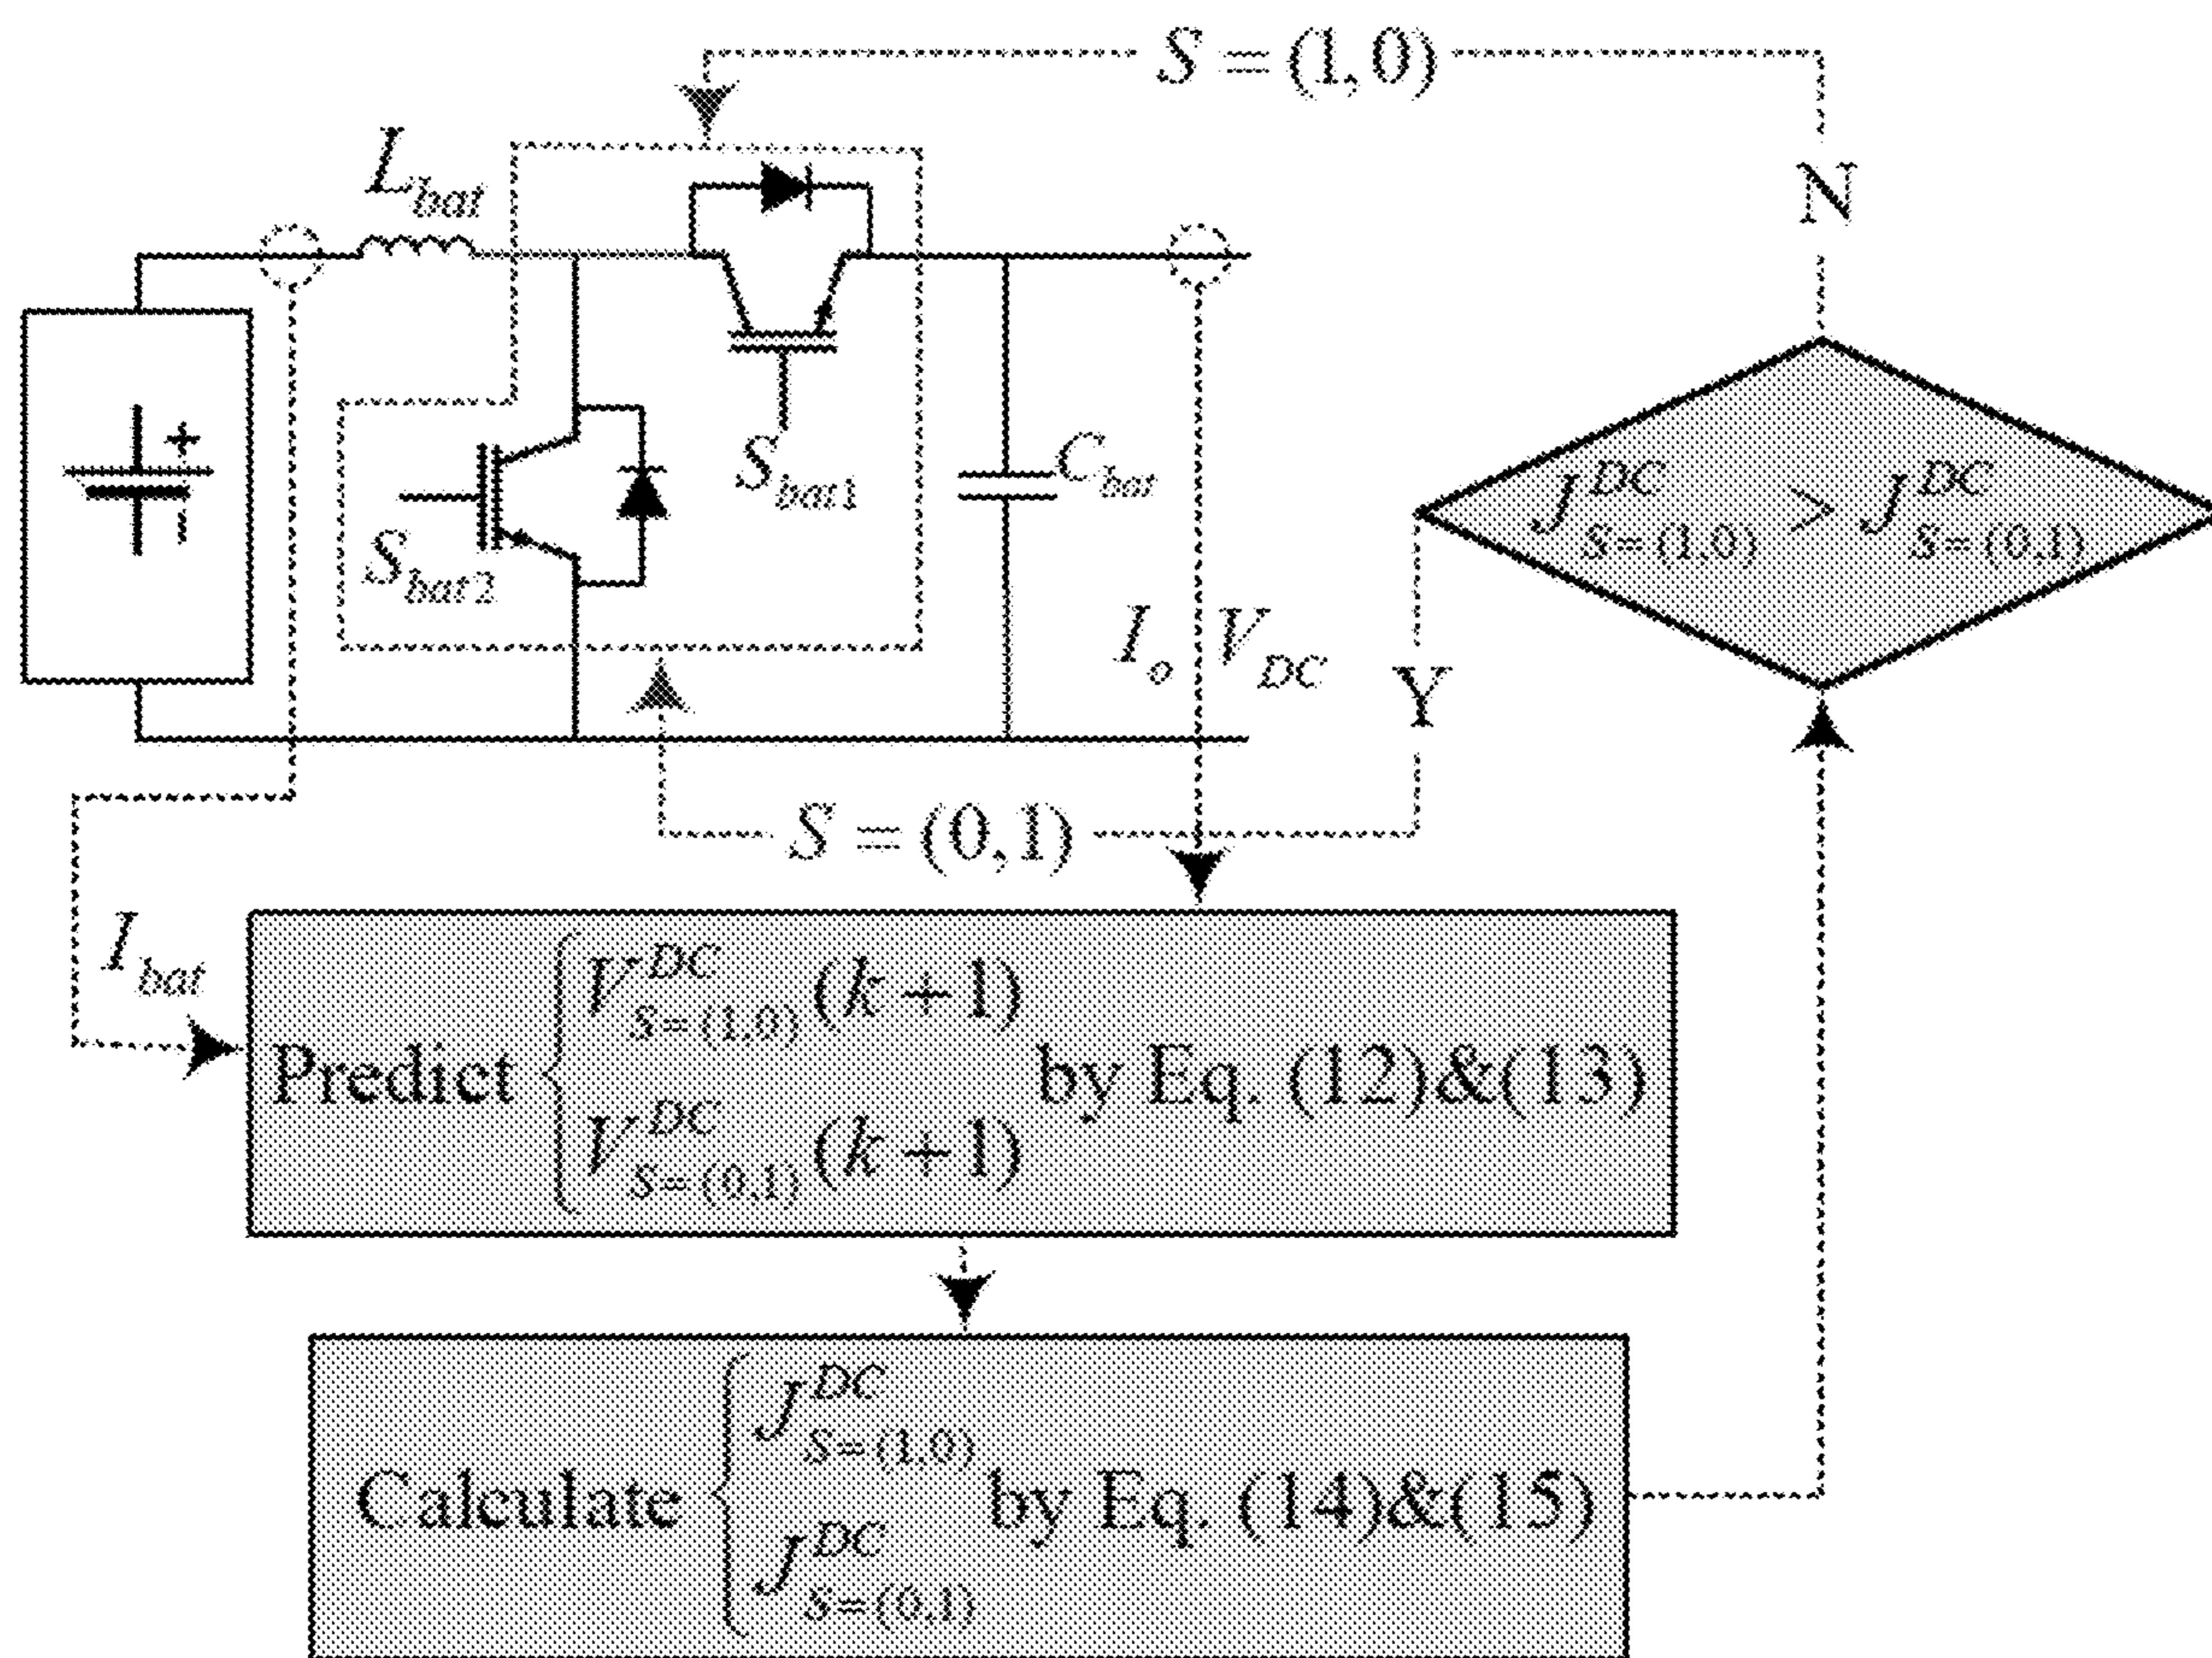 S = (1,0)
L_bat
N
+
-
S_bat1
S_bat2
C_bat
J^DC_S=(1.0) > J^DC_S=(0,1)
I_o V_DC
Y
S = (0,1)
I_bat
Predict { V^DC_S=(1.0) (k+1)
V^DC_S=(0,1) (k+1)
by Eq. (12)&(13)
Calculate { J^DC_S=(1.0)
J^DC_S=(0,1)
by Eq. (14)&(15)